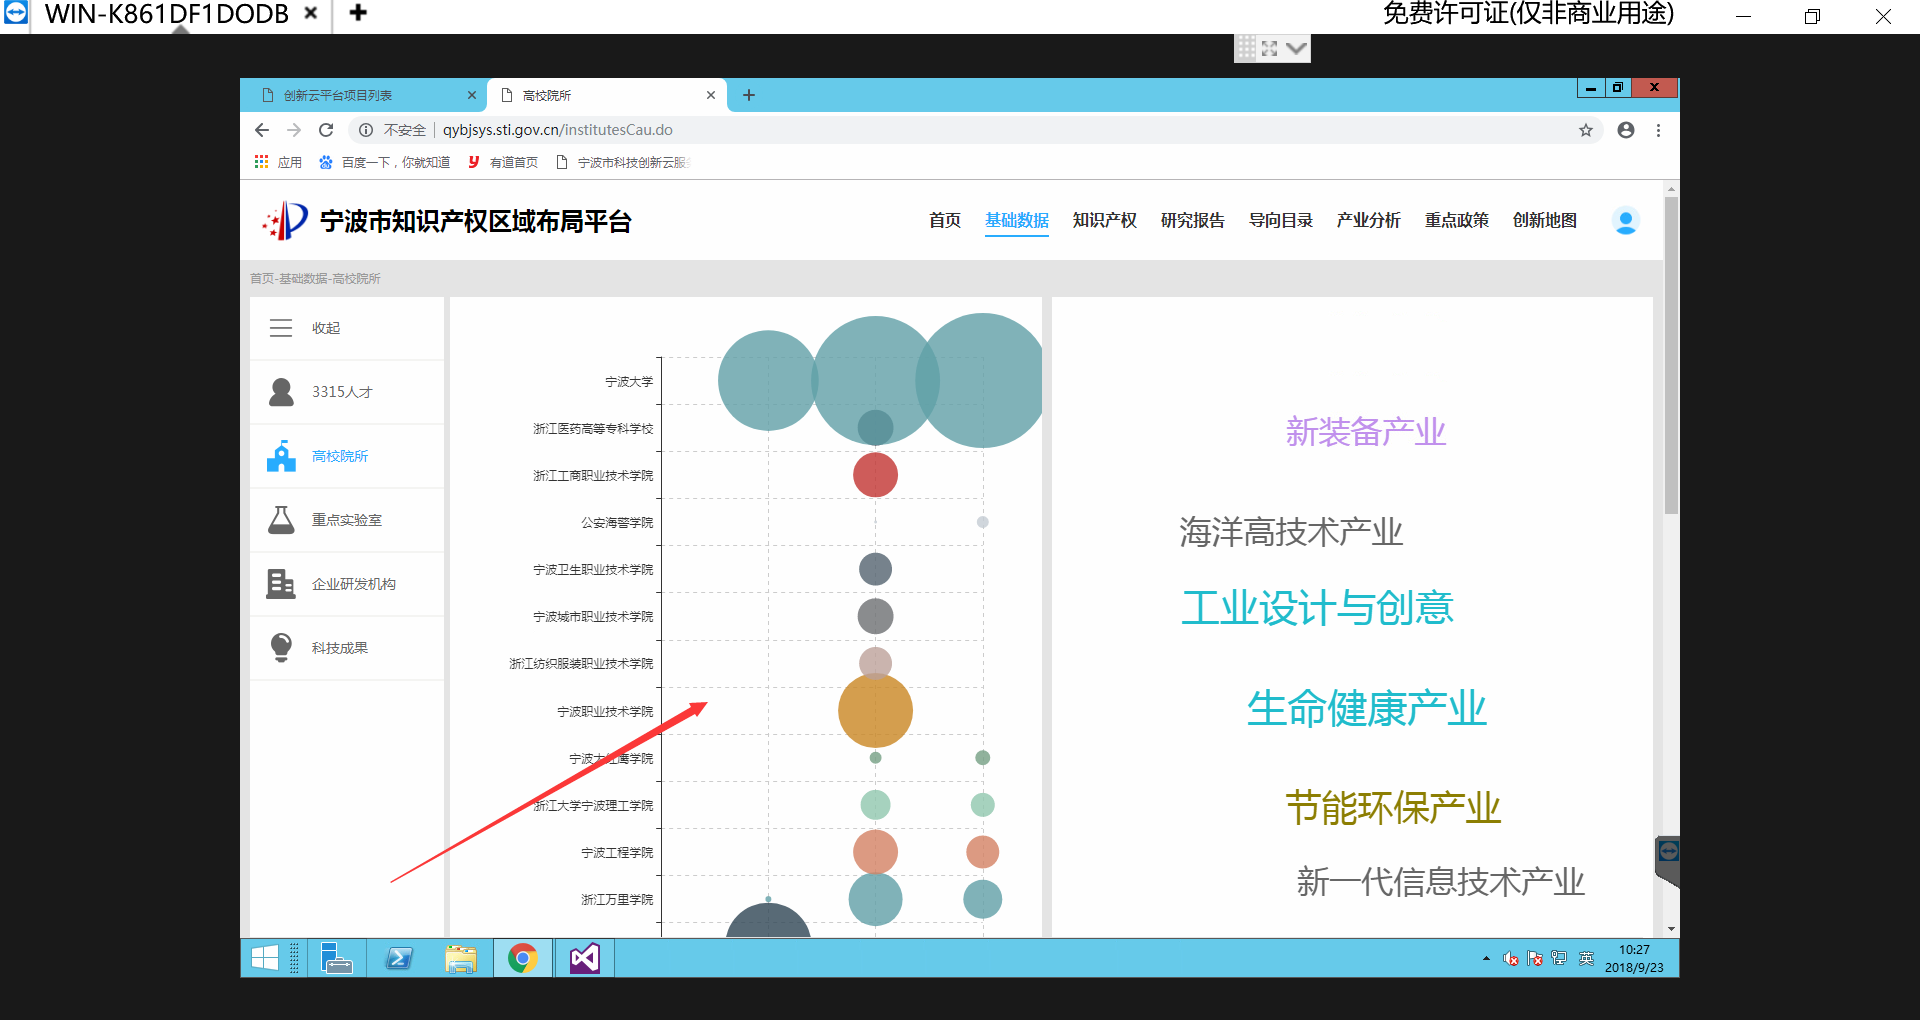 WIN-K861DF1DODB
免费许可证(仅非商业用途)
创新云平台项目列表
高校院所
不安全
qybjsys.sti.gov.cn/institutesCau.do
应用
百度一下，你就知道
有道首页
宁波市科技创新云服
宁波市知识产权区域布局平台
首页
基础数据
知识产权
研究报告
导向目录
产业分析
重点政策
创新地图
首页-基础数据-高校院所
收起
3315人才
高校院所
重点实验室
企业研发机构
科技成果
宁波大学
浙江医药高等专科学校
浙江工商职业技术学院
公安海警学院
宁波卫生职业技术学院
宁波城市职业技术学院
浙江纺织服装职业技术学院
宁波职业技术学院
宁波大红鹰学院
浙江大学宁波理工学院
宁波工程学院
浙江万里学院
新装备产业
海洋高技术产业
工业设计与创意
生命健康产业
节能环保产业
新一代信息技术产业
英
10:27
2018/9/23